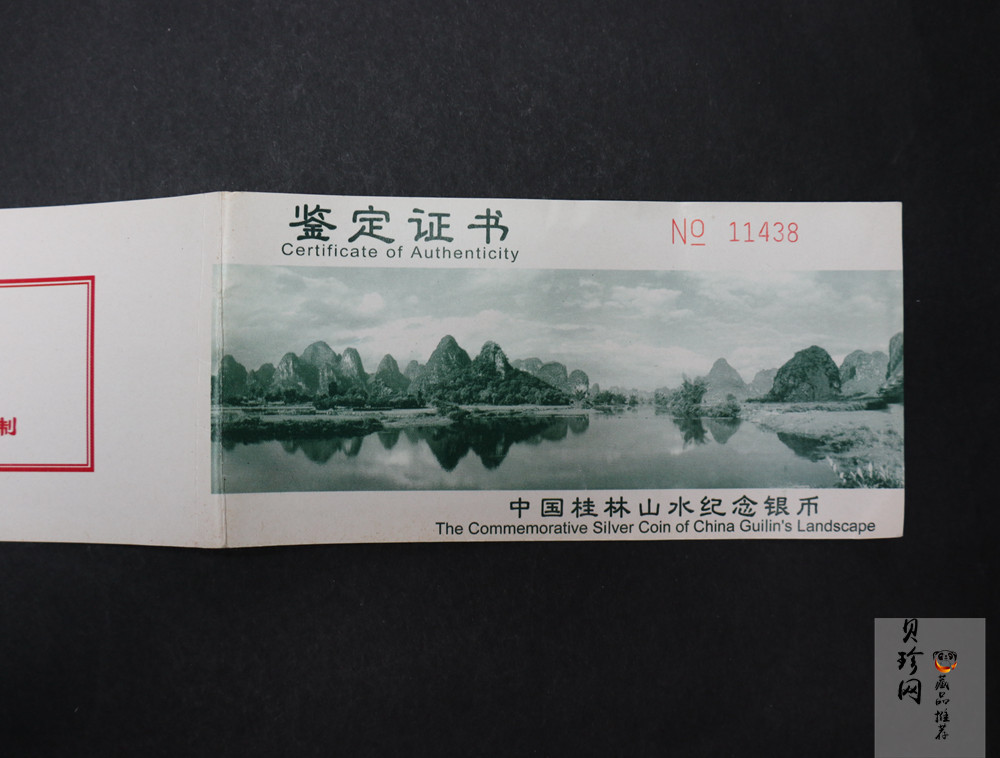 鉴定证书
Certificate of Authenticity
No 11438
制
中国桂林山水纪念银币
The Commemorative Silver Coin of China Guilin's Landscape
贝珍网
藏品推荐